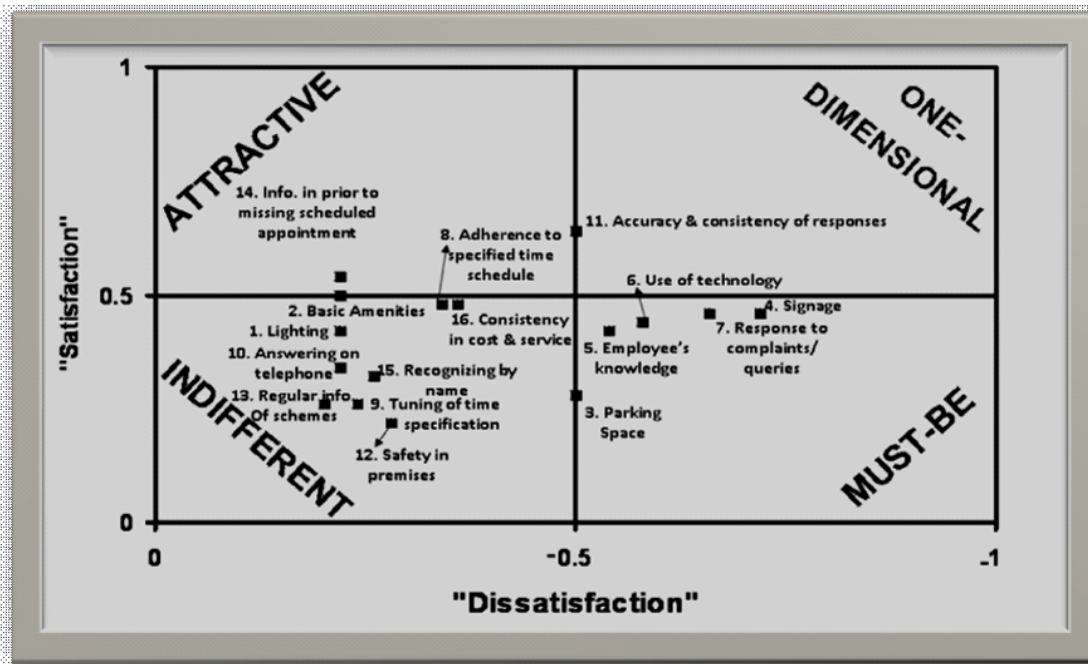 1
ATTRACTIVE
ONE-
DIMENSIONAL
14. Info. in prior to
missing scheduled
appointment
11. Accuracy & consistency of responses
8. Adherence to
specified time
schedule
6. Use of technology
"Satisfaction"
0.5
2. Basic Amenities
4. Signage
16. Consistency
in cost & service
1. Lighting
7. Response to
complaints/
queries
5. Employee's
knowledge
10. Answering on
telephone
15. Recognizing by
name
13. Regular info.
Of schemes
9. Tuning of time
specification
3. Parking
Space
12. Safety in
premises
INDIFFERENT
MUST-BE
0
0
-0.5
-1
"Dissatisfaction"